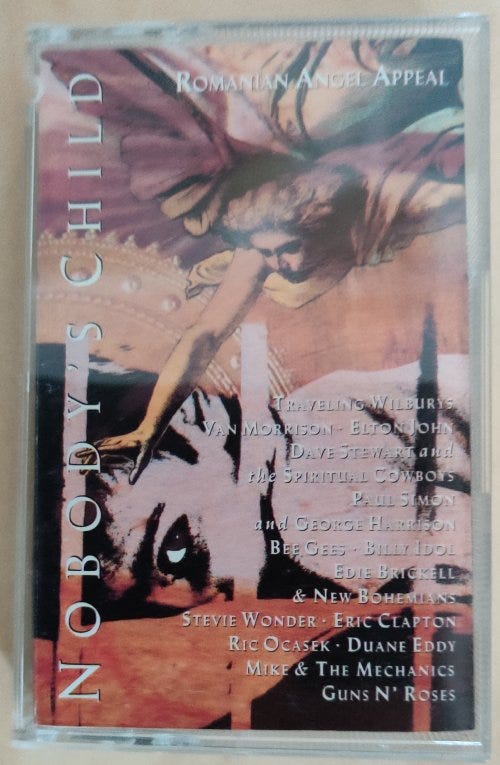 ROMANIAN ANGEL APPEAL
NOBODY'S CHILD
TRAVELING WILBURYS
VAN MORRISON · ELTON JOHN
DAVE STEWART and
the SPIRITUAL COWBOYS
PAUL SIMON
and GEORGE HARRISON
BEE GEES · BILLY IDOL
EDIE BRICKELL
& NEW BOHEMIANS
STEVIE WONDER · ERIC CLAPTON
RIC OCASEK · DUANE EDDY
MIKE & THE MECHANICS
GUNS N' ROSES